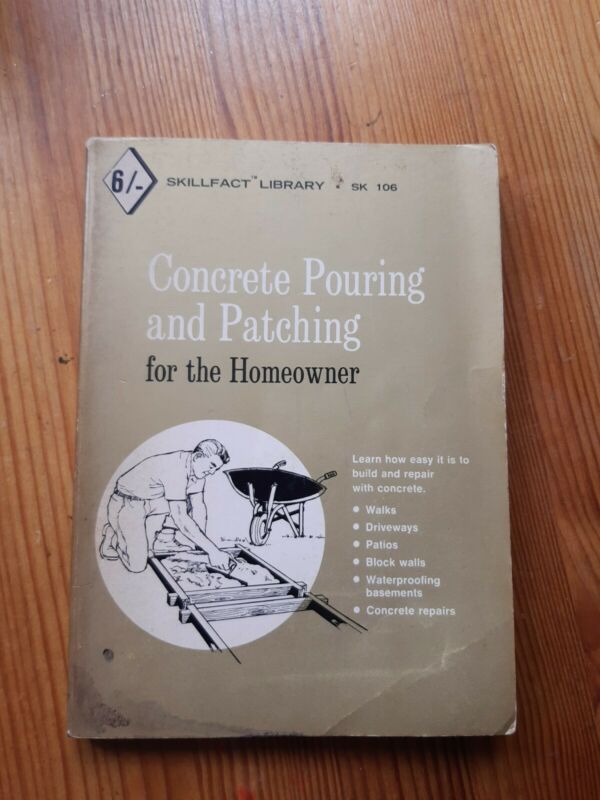 6/-
SKILLFACT™ LIBRARY • SK 106
Concrete Pouring
and Patching
for the Homeowner
Learn how easy it is to
build and repair
with concrete.
• Walks
• Driveways
• Patios
• Block walls
• Waterproofing
basements
• Concrete repairs